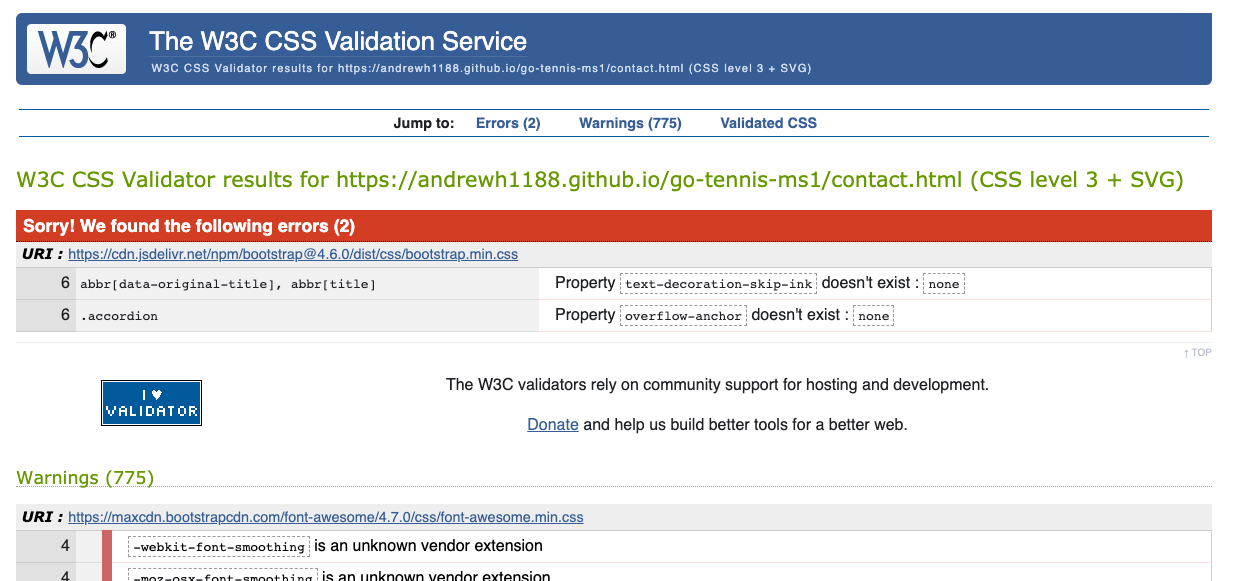 W3C®
The W3C CSS Validation Service
W3C CSS Validator results for https://andrewh1188.github.io/go-tennis-ms1/contact.html (CSS level 3 + SVG)
Jump to: Errors (2) Warnings (775) Validated CSS
W3C CSS Validator results for https://andrewh1188.github.io/go-tennis-ms1/contact.html (CSS level 3 + SVG)
Sorry! We found the following errors (2)
URI : https://cdn.jsdelivr.net/npm/bootstrap@4.6.0/dist/css/bootstrap.min.css
6 abbr[data-original-title], abbr[title] Property text-decoration-skip-ink doesn't exist : none
6 .accordion Property overflow-anchor doesn't exist : none
↑ TOP
The W3C validators rely on community support for hosting and development.
I ♥
VALIDATOR
Donate and help us build better tools for a better web.
Warnings (775)
URI : https://maxcdn.bootstrapcdn.com/font-awesome/4.7.0/css/font-awesome.min.css
4 -webkit-font-smoothing is an unknown vendor extension
4 -moz-osx-font-smoothing is an unknown vendor extension